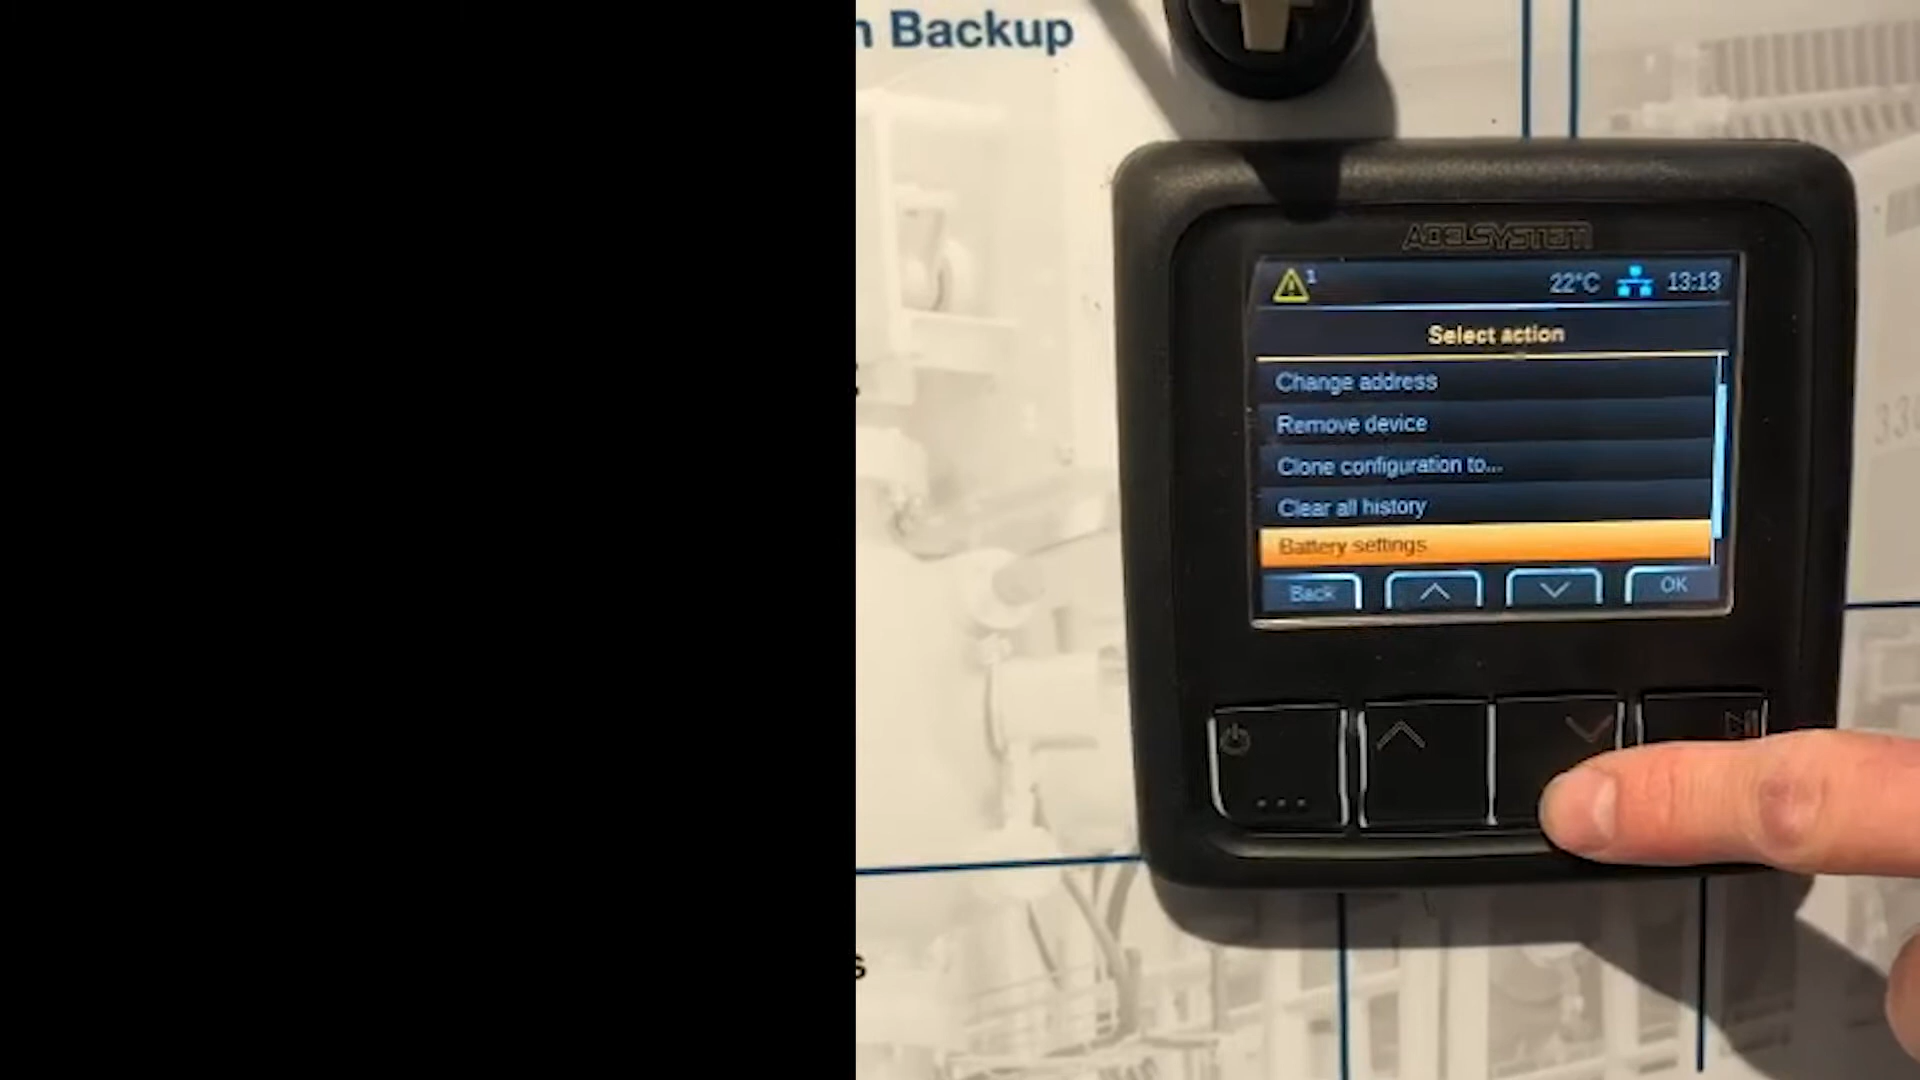 Backup
ADELSYSTEM
1 22°C 13:13
Select action
Change address
Remove device
Clone configuration to...
Clear all history
Battery settings
Back OK